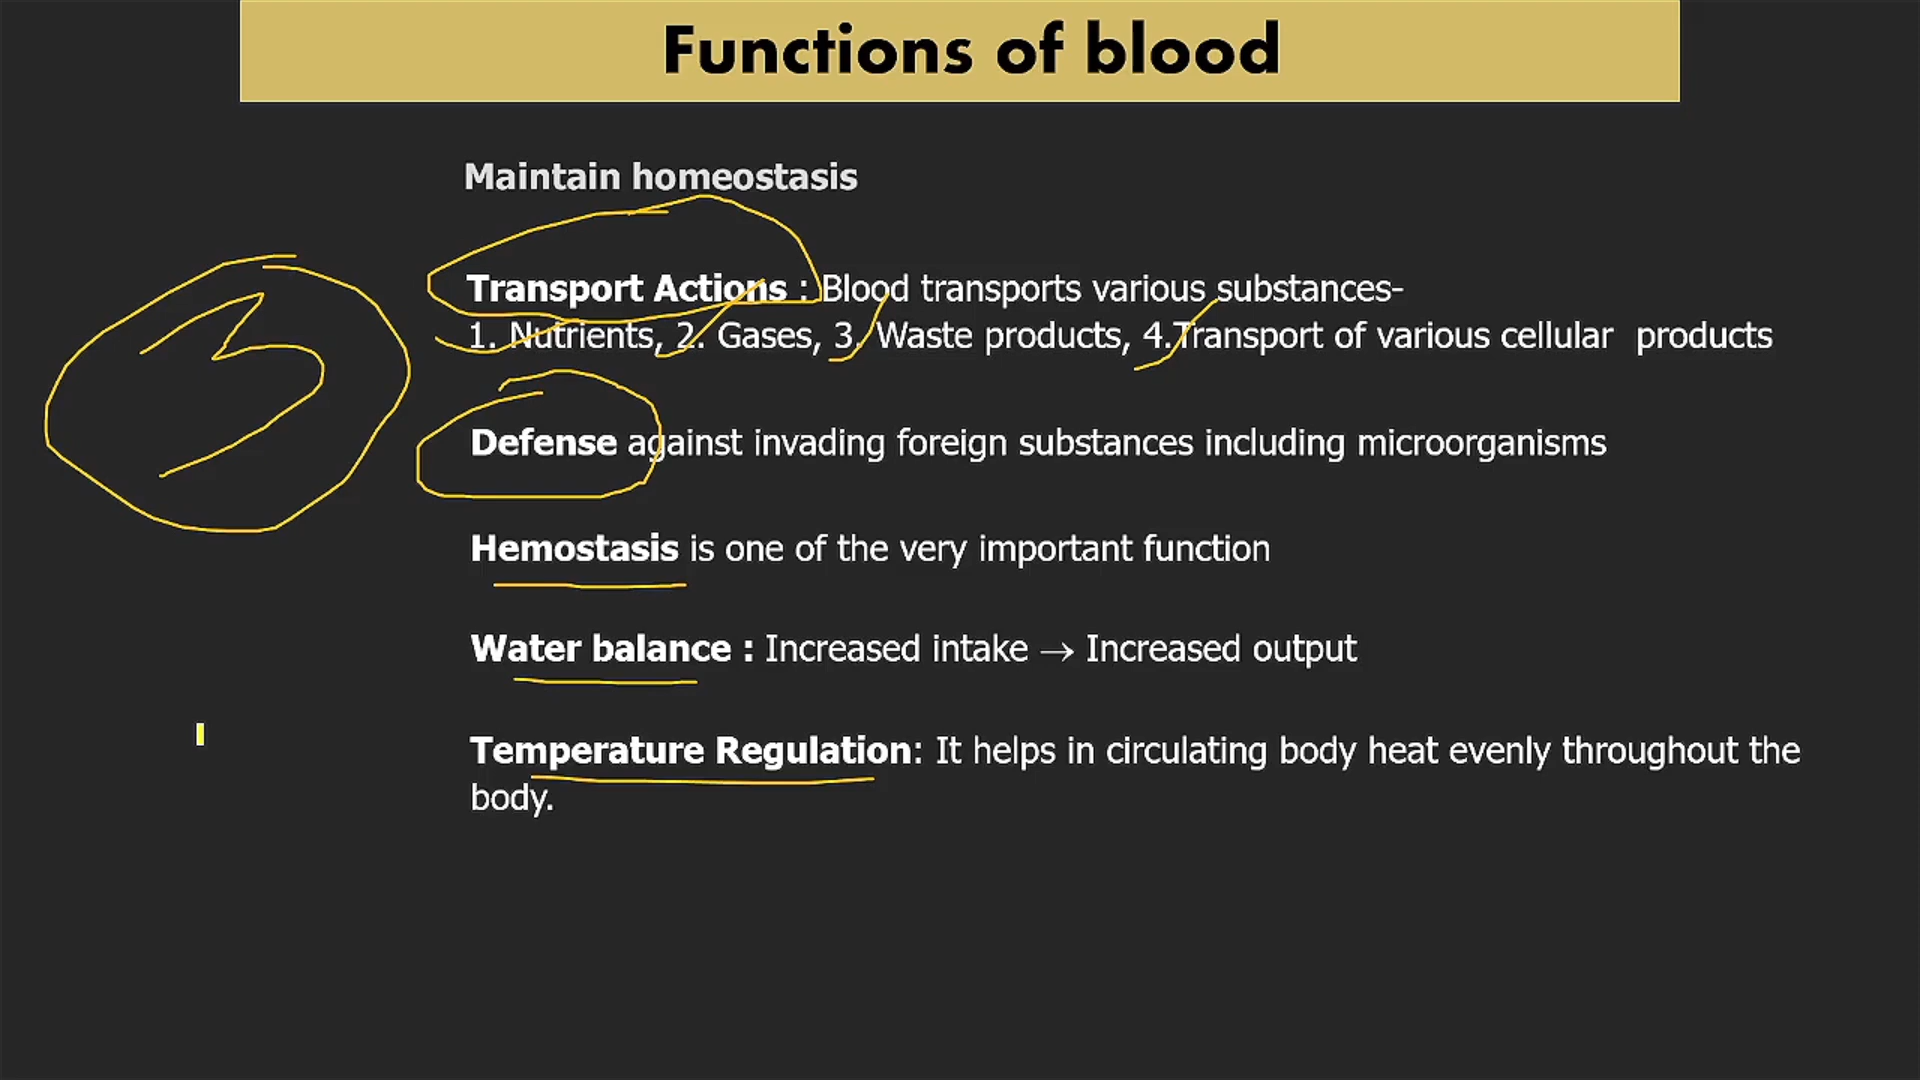 Functions of blood
Maintain homeostasis
Transport Actions : Blood transports various substances-
1. Nutrients, 2. Gases, 3. Waste products, 4.Transport of various cellular products
3
Defense against invading foreign substances including microorganisms
Hemostasis is one of the very important function
Water balance : Increased intake → Increased output
Temperature Regulation: It helps in circulating body heat evenly throughout the
body.